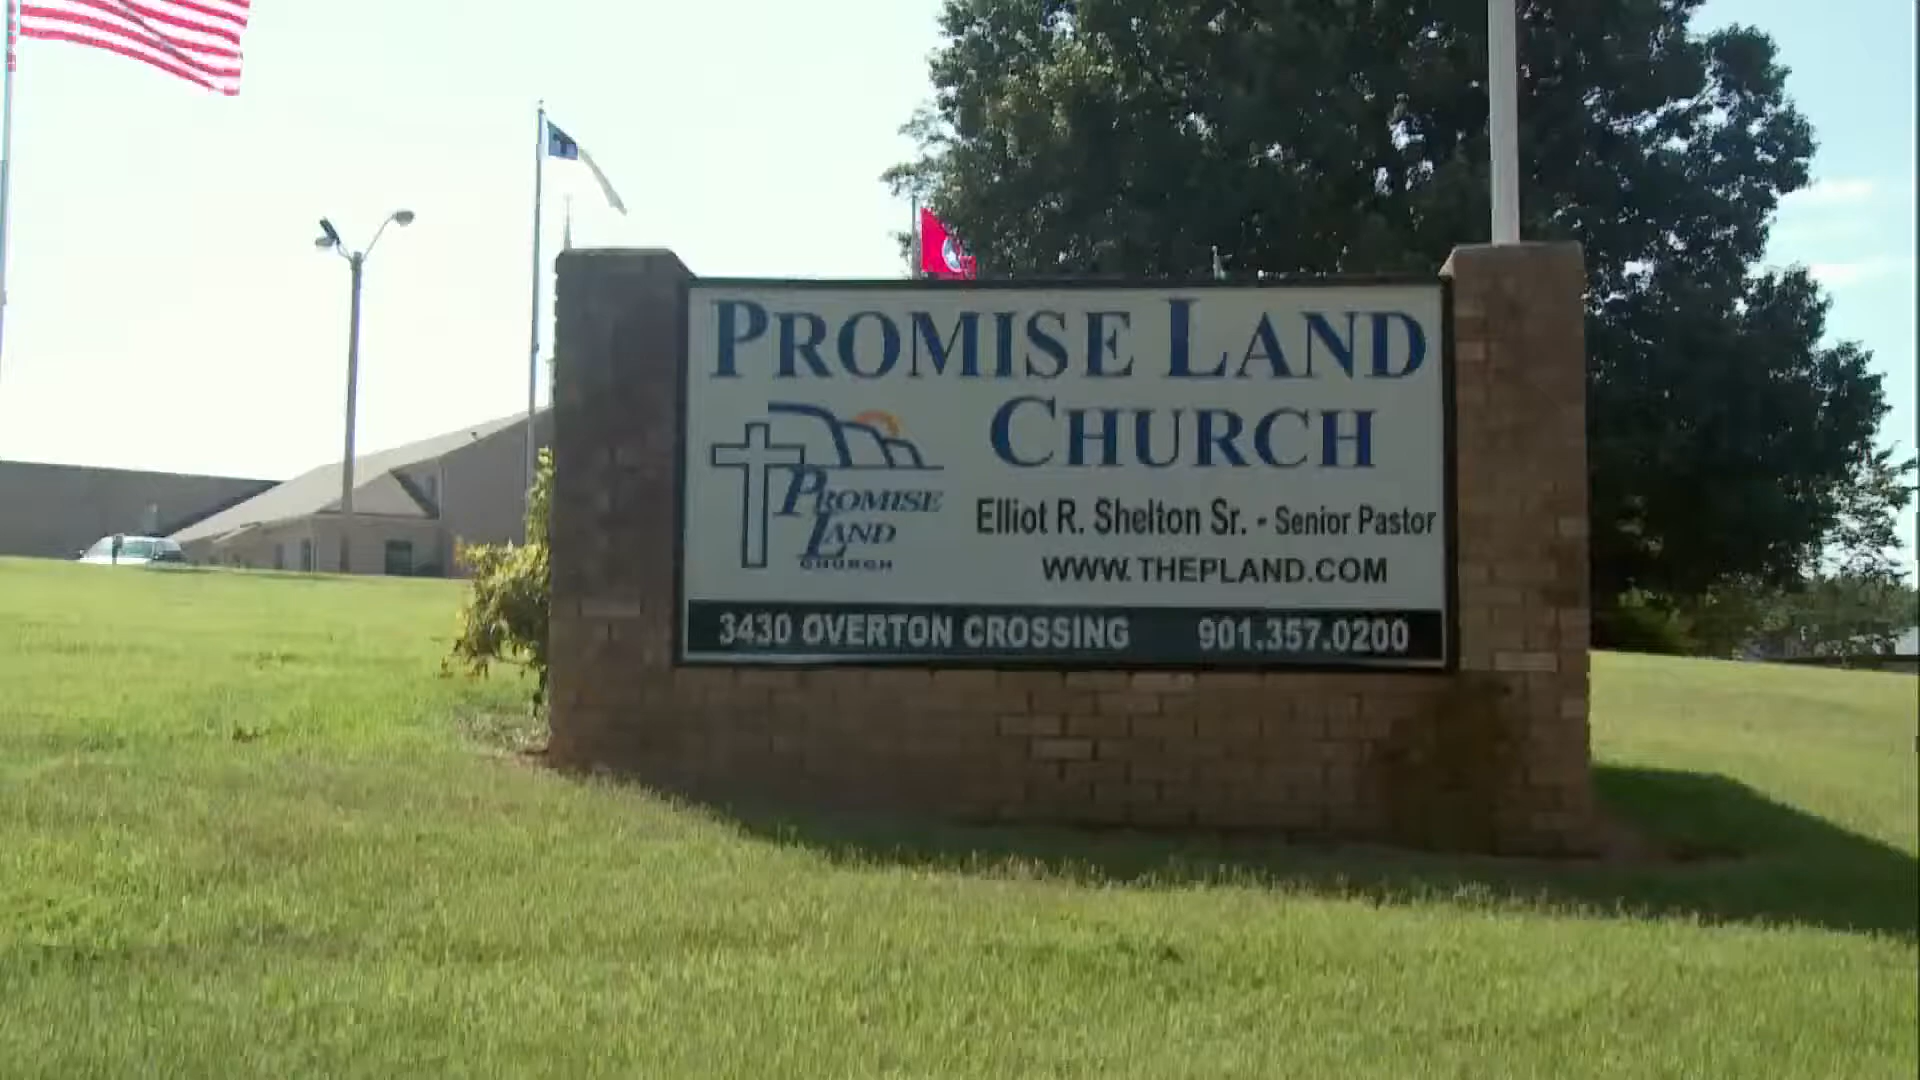 PROMISE LAND
CHURCH
PROMISE
LAND
CHURCH
Elliot R. Shelton Sr. - Senior Pastor
WWW.THEPLAND.COM
3430 OVERTON CROSSING 901.357.0200